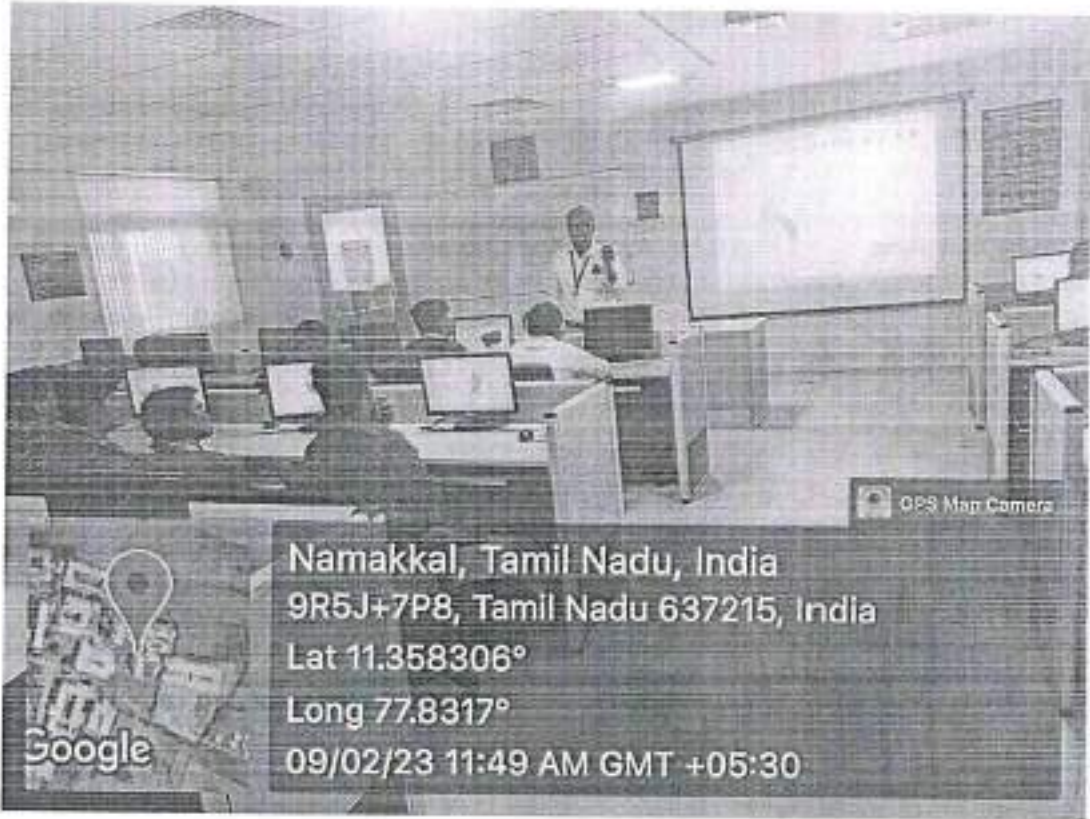 GPS Map Camera
Namakkal, Tamil Nadu, India
9R5J+7P8, Tamil Nadu 637215, India
Lat 11.358306°
Long 77.8317°
09/02/23 11:49 AM GMT +05:30
Google